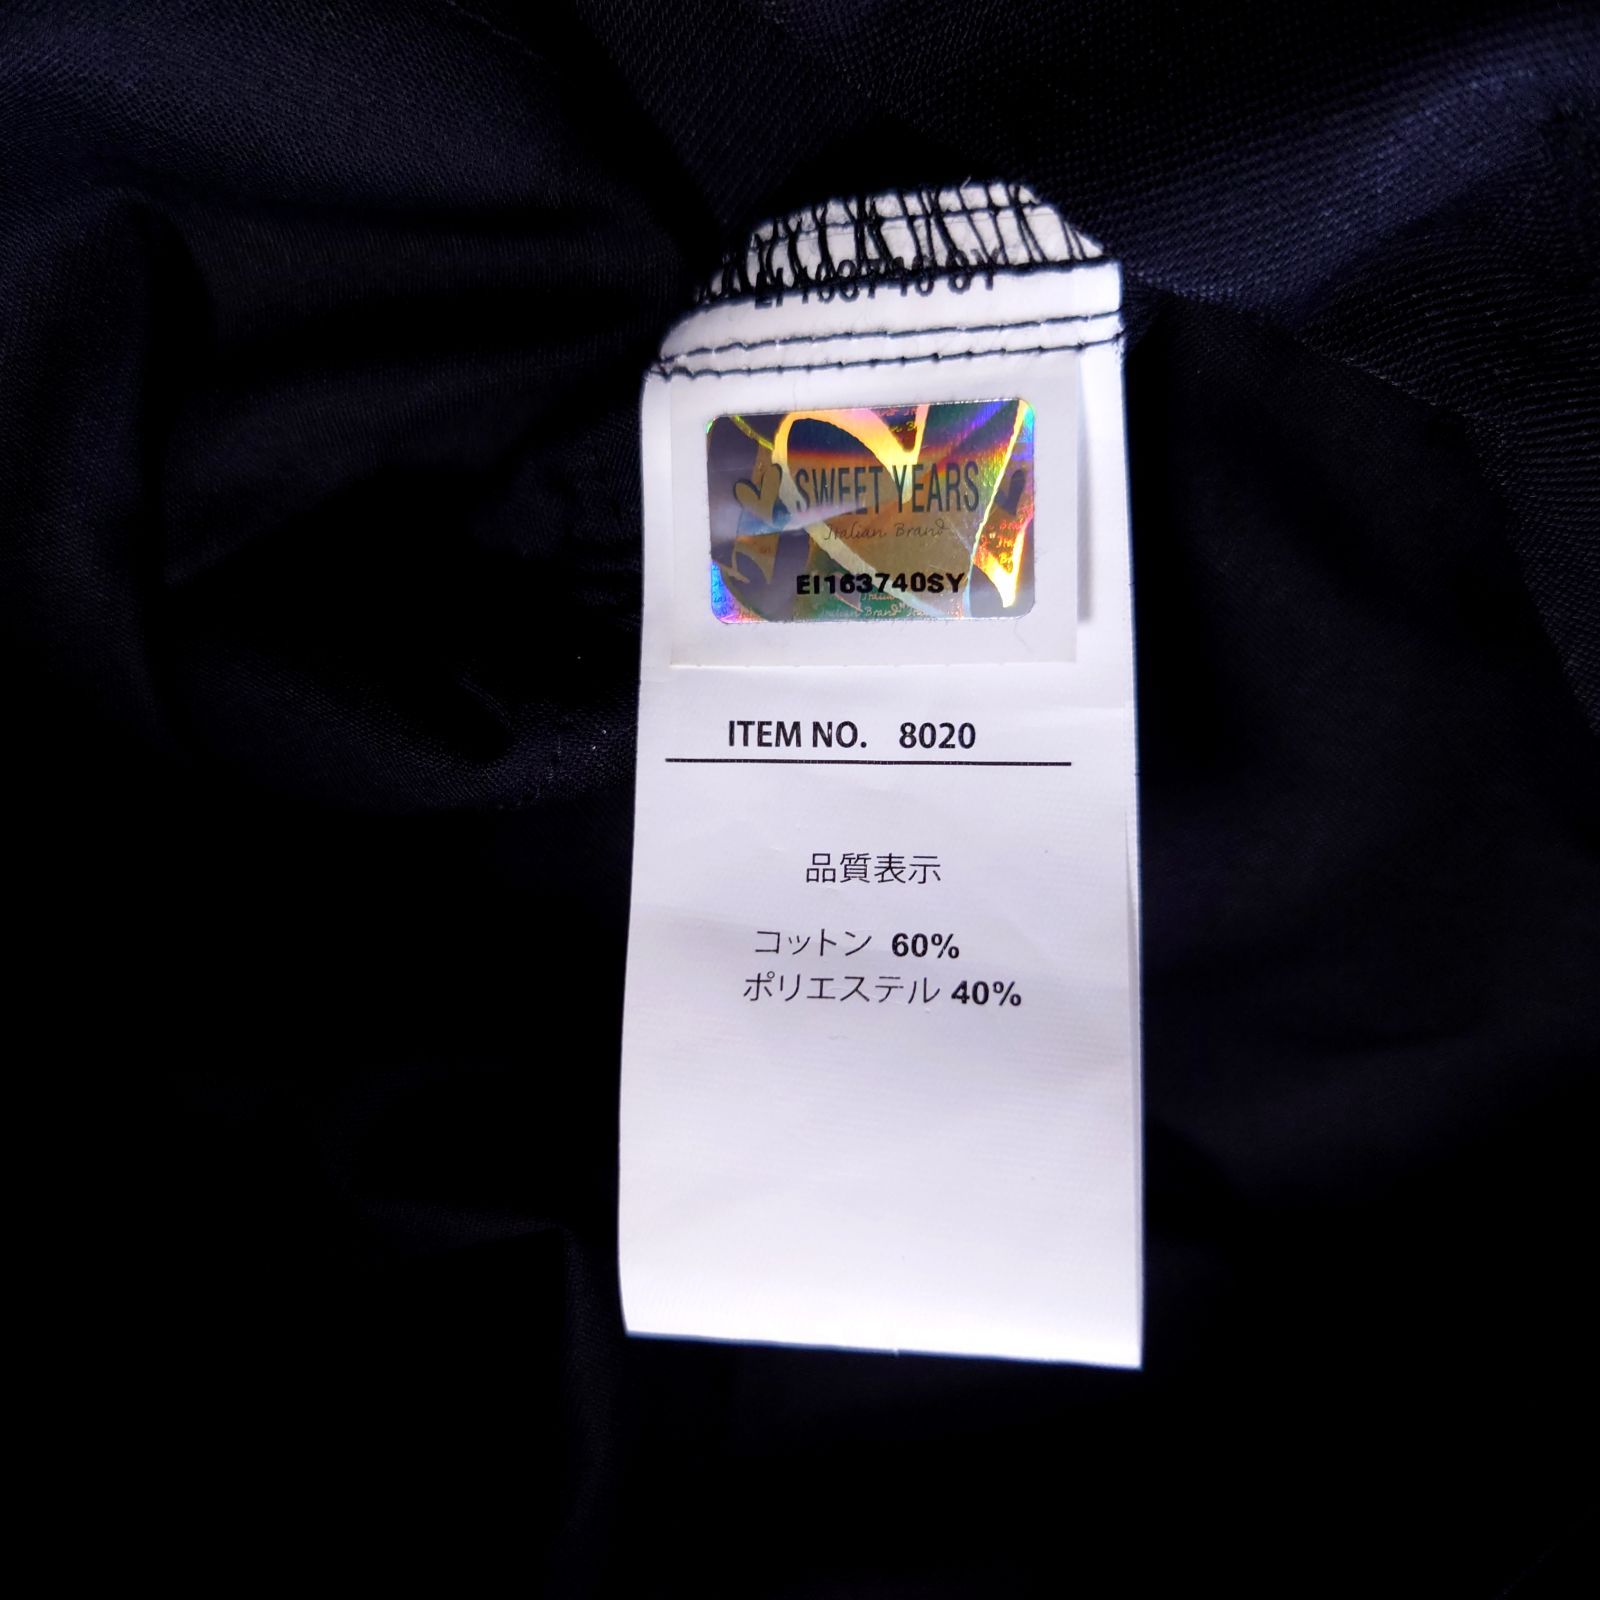 EI163740SY
SWEET YEARS
Italian Brand
EI163740SY
ITEM NO. 8020
品質表示
コットン 60%
ポリエステル 40%